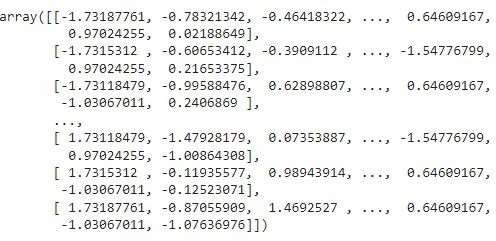 array([[-1.73187761, -0.78321342, -0.46418322, ...,  0.64609167,
         0.97024255,  0.02188649],
       [-1.7315312 , -0.60653412, -0.3909112 , ..., -1.54776799,
         0.97024255,  0.21653375],
       [-1.73118479, -0.99588476,  0.62898807, ...,  0.64609167,
        -1.03067011,  0.2406869 ],
       ...,
       [ 1.73118479, -1.47928179,  0.07353887, ..., -1.54776799,
         0.97024255, -1.00864308],
       [ 1.7315312 , -0.11935577,  0.98943914, ...,  0.64609167,
        -1.03067011, -0.12523071],
       [ 1.73187761, -0.87055909,  1.4692527 , ...,  0.64609167,
        -1.03067011, -1.07636976]])